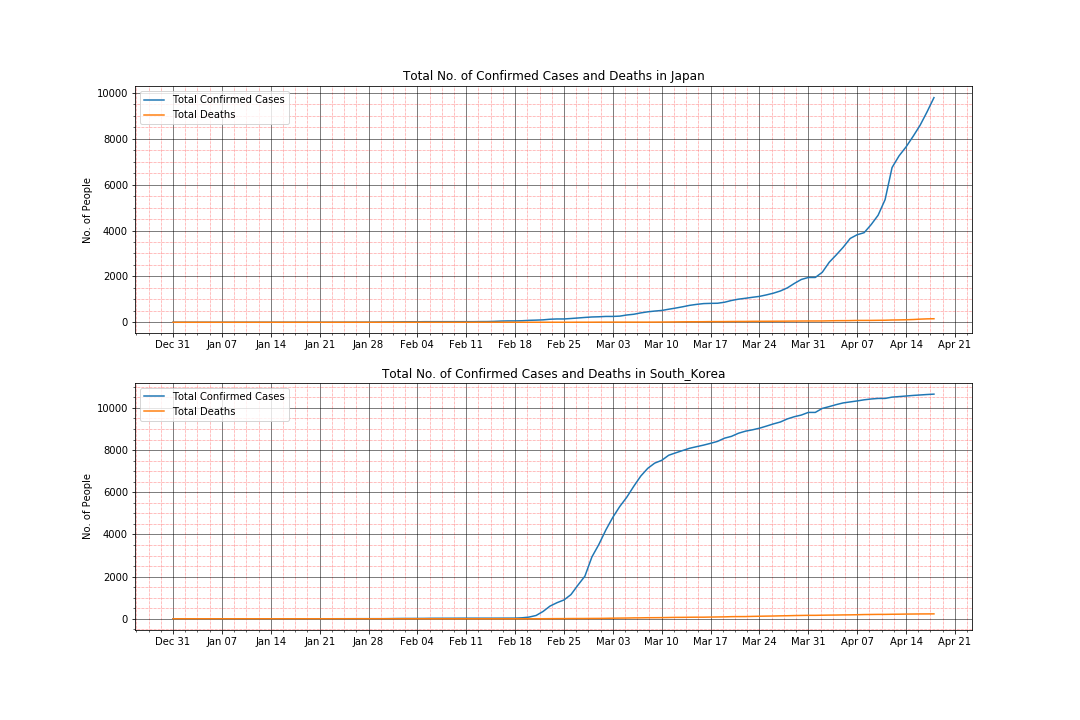 Total No. of Confirmed Cases and Deaths in Japan
Total Confirmed Cases
Total Deaths
No. of People
10000
8000
6000
4000
2000
0
Dec 31 Jan 07 Jan 14 Jan 21 Jan 28 Feb 04 Feb 11 Feb 18 Feb 25 Mar 03 Mar 10 Mar 17 Mar 24 Mar 31 Apr 07 Apr 14 Apr 21
Total No. of Confirmed Cases and Deaths in South_Korea
Total Confirmed Cases
Total Deaths
No. of People
10000
8000
6000
4000
2000
0
Dec 31 Jan 07 Jan 14 Jan 21 Jan 28 Feb 04 Feb 11 Feb 18 Feb 25 Mar 03 Mar 10 Mar 17 Mar 24 Mar 31 Apr 07 Apr 14 Apr 21